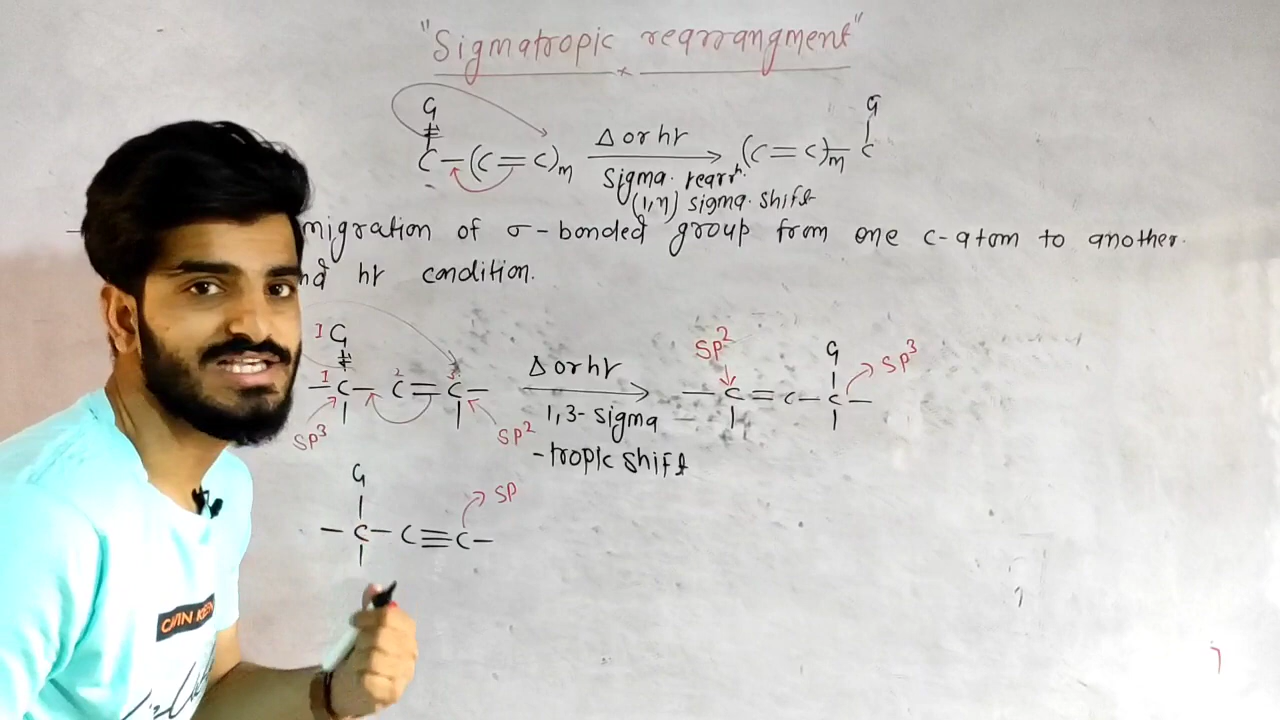 "Sigmatropic rearrangment"
G G
C - (C = C)m Δ or hν (C = C)m - C
Sigma. rearr.
(1,n) sigma. shift
migration of σ-bonded group from one C-atom to another.
hν condition.
1 G sp² G sp³
- C - C = C - Δ or hν - C = C - C -
1 2 3
sp³ sp² 1,3-sigma
-tropic shift
G sp
- C - C ≡ C -